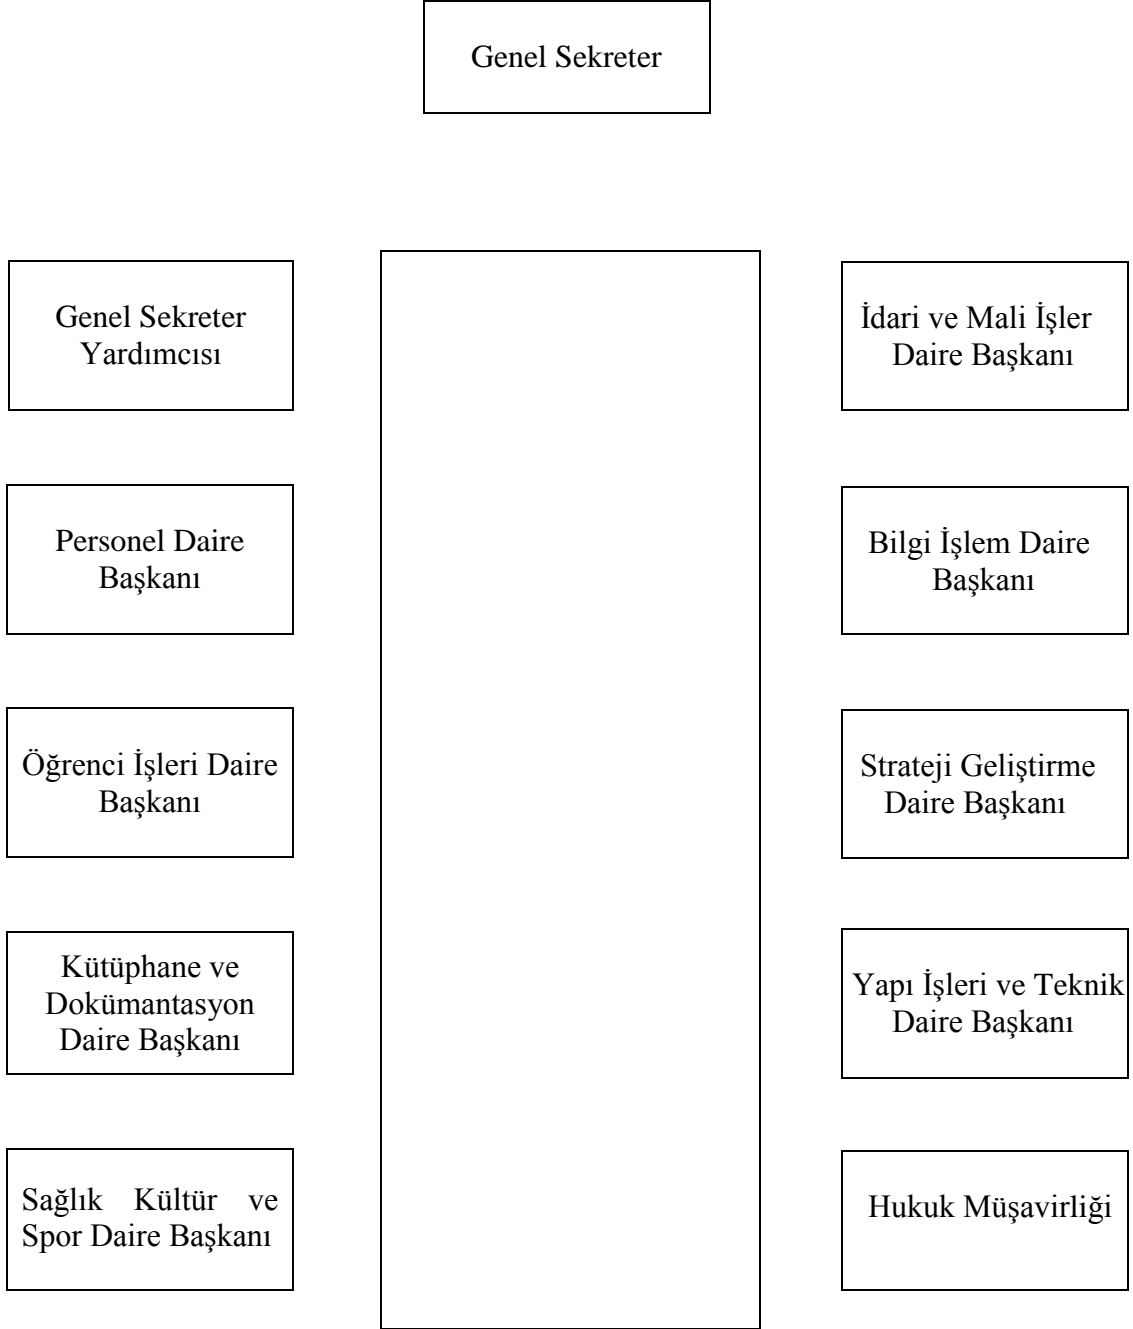 Genel Sekreter
Genel Sekreter
Yardımcısı
İdari ve Mali İşler
Daire Başkanı
Personel Daire
Başkanı
Bilgi İşlem Daire
Başkanı
Öğrenci İşleri Daire
Başkanı
Strateji Geliştirme
Daire Başkanı
Kütüphane ve
Dokümantasyon
Daire Başkanı
Yapı İşleri ve Teknik
Daire Başkanı
Sağlık Kültür ve
Spor Daire Başkanı
Hukuk Müşavirliği